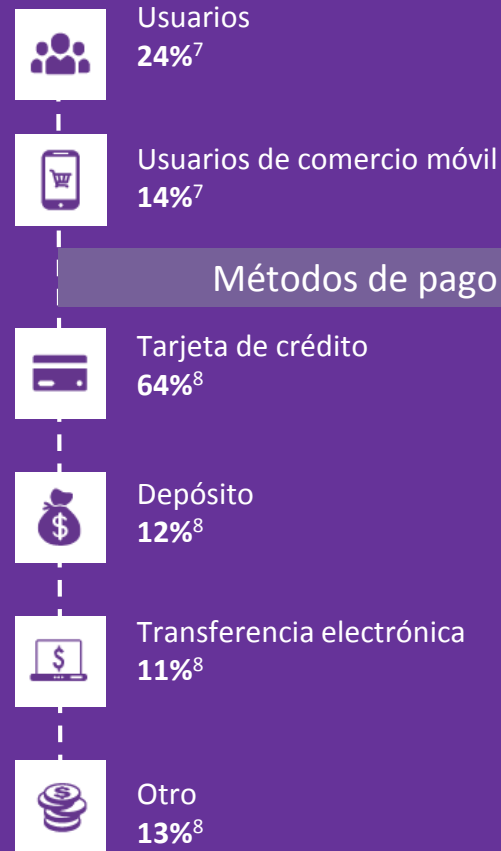 Usuarios
24%⁷
Usuarios de comercio móvil
14%⁷
Métodos de pago
Tarjeta de crédito
64%⁸
Depósito
12%⁸
Transferencia electrónica
11%⁸
Otro
13%⁸